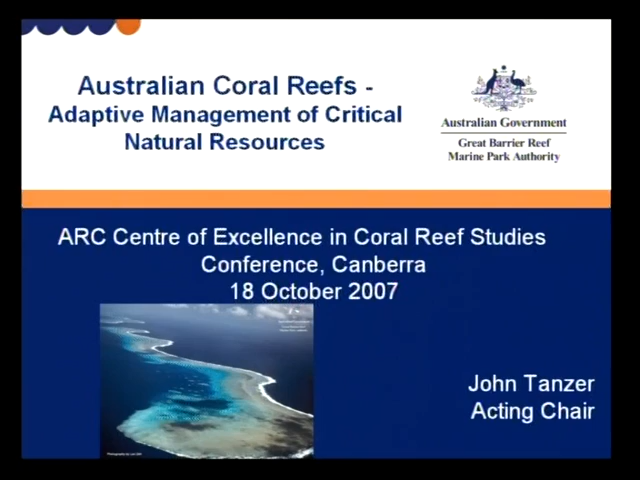 Australian Coral Reefs -
Adaptive Management of Critical
Natural Resources
Australian Government
Great Barrier Reef
Marine Park Authority
ARC Centre of Excellence in Coral Reef Studies
Conference, Canberra
18 October 2007
John Tanzer
Acting Chair